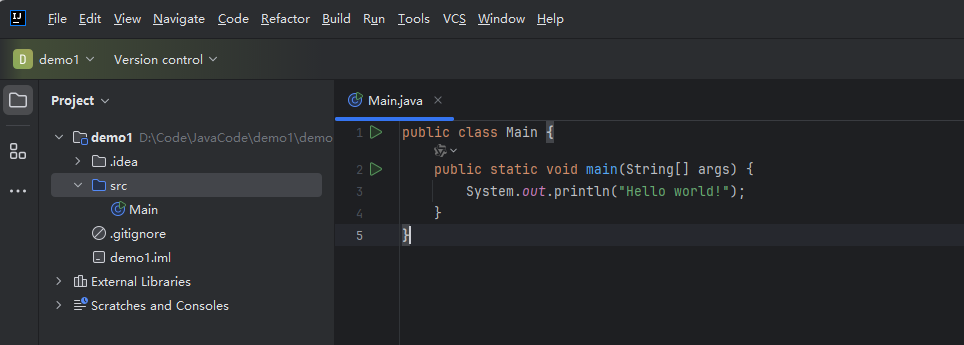 IJ File Edit View Navigate Code Refactor Build Run Tools VCS Window Help
D demo1 Version control
Project
Main.java
demo1 D:\Code\JavaCode\demo1\demo
.idea
src
Main
.gitignore
demo1.iml
External Libraries
Scratches and Consoles
1 public class Main {
2 public static void main(String[] args) {
3 System.out.println("Hello world!");
4 }
5 }